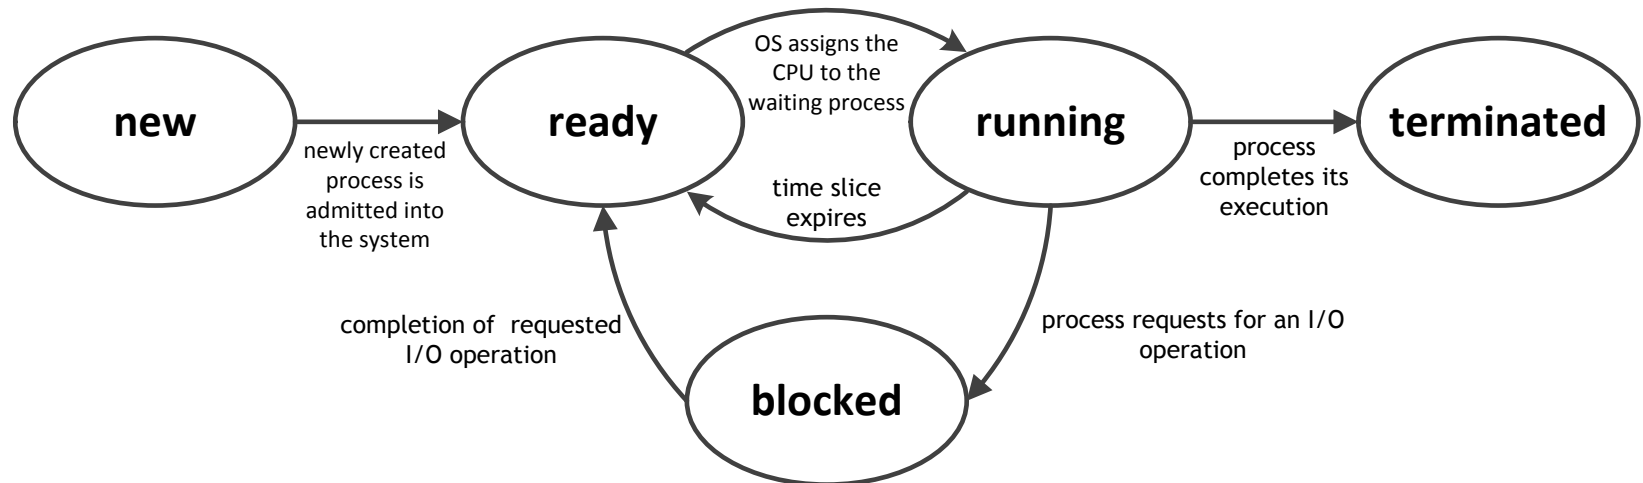 new
newly created
process is
admitted into
the system
ready
OS assigns the
CPU to the
waiting process
time slice
expires
running
process
completes its
execution
terminated
completion of requested
I/O operation
blocked
process requests for an I/O
operation